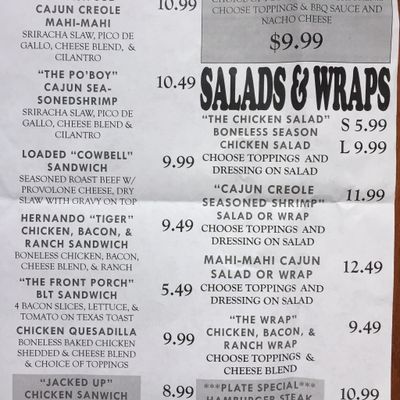 CAJUN CREOLE
MAHI-MAHI
10.99
SRIRACHA SLAW, PICO DE
GALLO, CHEESE BLEND, &
CILANTRO
"THE PO'BOY"
CAJUN SEA-
SONEDSHRIMP
10.49
SRIRACHA SLAW, PICO DE
GALLO, CHEESE BLEND &
CILANTRO
LOADED "COWBELL"
SANDWICH
9.99
SEASONED ROAST BEEF W/
PROVOLONE CHEESE, DRY
SLAW WITH GRAVY ON TOP
HERNANDO "TIGER"
CHICKEN, BACON, &
RANCH SANDWICH
9.49
BONELESS CHICKEN, BACON,
CHEESE BLEND, & RANCH
"THE FRONT PORCH"
BLT SANDWICH
5.49
4 BACON SLICES, LETTUCE, &
TOMATO ON TEXAS TOAST
CHICKEN QUESADILLA
9.99
BONELESS BAKED CHICKEN
SHEDDED & CHEESE BLEND
& CHOICE OF TOPPINGS
"JACKED UP"
CHICKEN SANWICH
8.99
CHOOSE TOPPINGS & BBQ SAUCE AND
NACHO CHEESE
$9.99
SALADS & WRAPS
"THE CHICKEN SALAD"
BONELESS SEASON
CHICKEN SALAD
S 5.99
L 9.99
CHOOSE TOPPINGS AND
DRESSING ON SALAD
"CAJUN CREOLE
SEASONED SHRIMP"
SALAD OR WRAP
11.99
CHOOSE TOPPINGS AND
DRESSING ON SALAD
MAHI-MAHI CAJUN
SALAD OR WRAP
12.49
CHOOSE TOPPINGS AND
DRESSING ON SALAD
"THE WRAP"
CHICKEN, BACON, &
RANCH WRAP
9.49
CHOOSE TOPPINGS &
CHEESE BLEND
***PLATE SPECIAL***
HAMBURGER STEAK
10.99